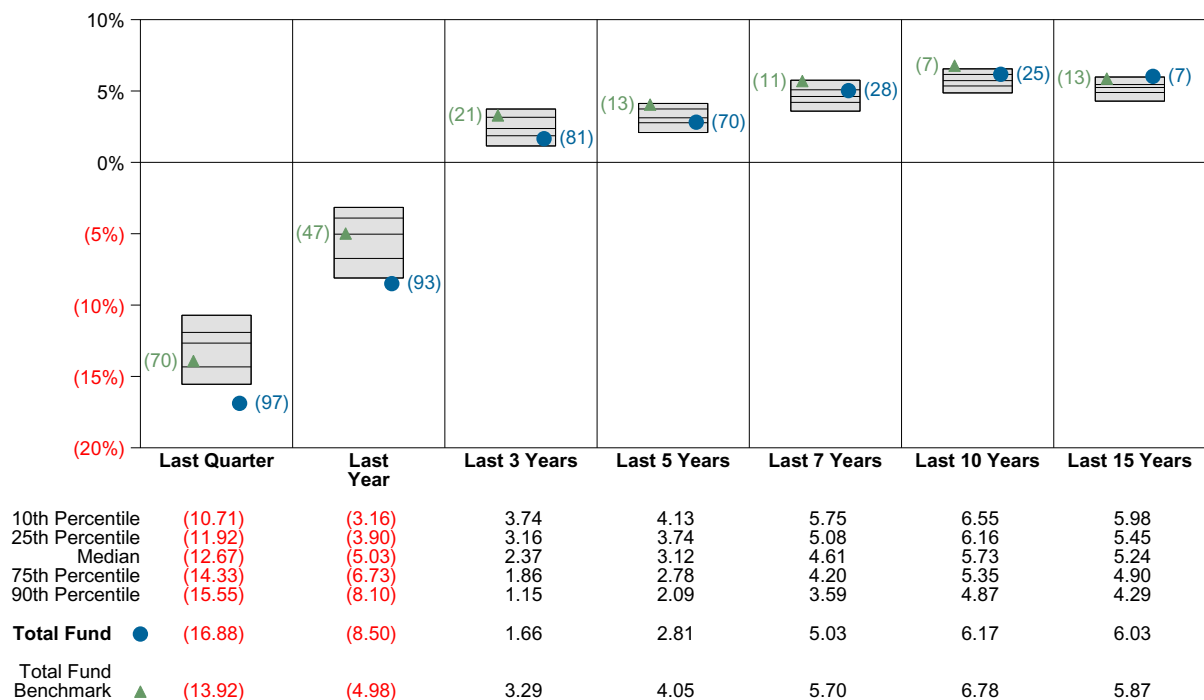 10%
5%
0%
(5%)
(10%)
(15%)
(20%)
(70)
(97)
(47)
(93)
(21)
(81)
(13)
(70)
(11)
(28)
(7)
(25)
(13)
(7)
Last Quarter Last Year Last 3 Years Last 5 Years Last 7 Years Last 10 Years Last 15 Years
10th Percentile (10.71) (3.16) 3.74 4.13 5.75 6.55 5.98
25th Percentile (11.92) (3.90) 3.16 3.74 5.08 6.16 5.45
Median (12.67) (5.03) 2.37 3.12 4.61 5.73 5.24
75th Percentile (14.33) (6.73) 1.86 2.78 4.20 5.35 4.90
90th Percentile (15.55) (8.10) 1.15 2.09 3.59 4.87 4.29
Total Fund (16.88) (8.50) 1.66 2.81 5.03 6.17 6.03
Total Fund
Benchmark (13.92) (4.98) 3.29 4.05 5.70 6.78 5.87